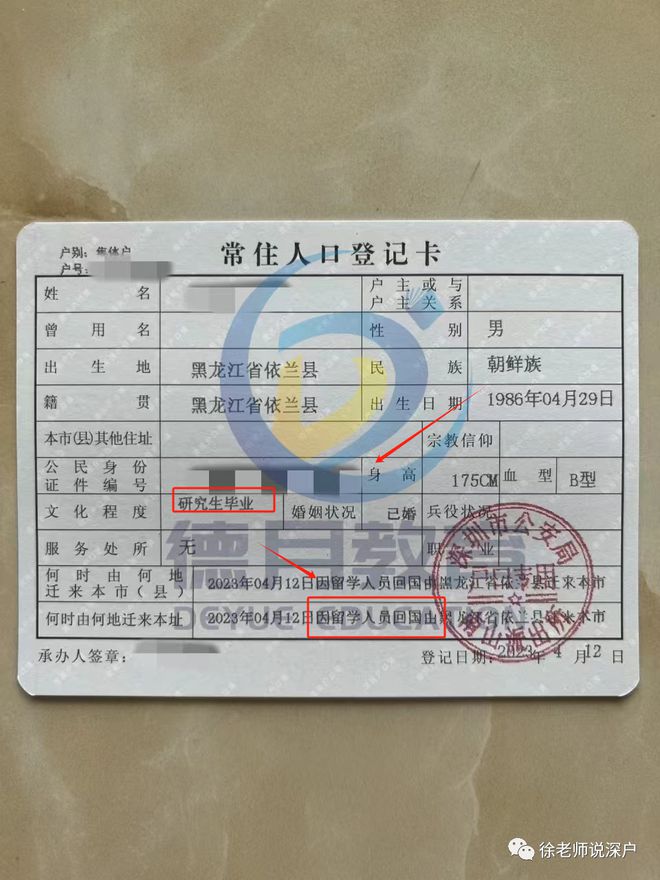 常住人口登记卡
户别: 集体户
户号:
姓名
户主或与
户主关系
曾用名
性别 男
出生地 黑龙江省依兰县
民族 朝鲜族
籍贯 黑龙江省依兰县
出生日期 1986年04月29日
本市(县)其他住址
宗教信仰
公民身份
证件编号
身高 175CM
血型 B型
文化程度 研究生毕业
婚姻状况 已婚
兵役状况
服务处所 无
职业
何时由何地
迁来本市(县)
2023年04月12日因留学人员回国由黑龙江省依兰县迁来本市
何时由何地迁来本址
2023年04月12日因留学人员回国由黑龙江省依兰县迁来本市
承办人签章:
登记日期: 2023年 4 月12 日
深圳市公安局
户口专用
德月教育
DEYUE EDUCATION
徐老师说深户